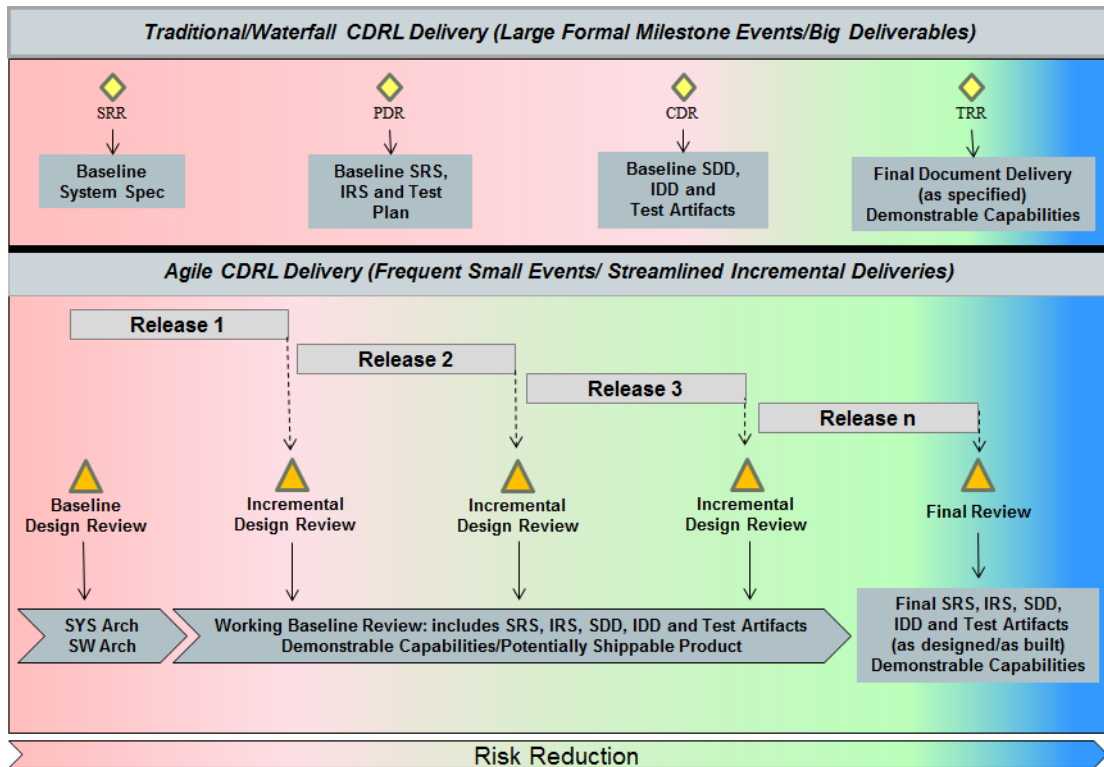 Traditional/Waterfall CDRL Delivery (Large Formal Milestone Events/Big Deliverables)
SRR
PDR
CDR
TRR
Baseline
System Spec
Baseline SRS,
IRS and Test
Plan
Baseline SDD,
IDD and
Test Artifacts
Final Document Delivery
(as specified)
Demonstrable Capabilities
Agile CDRL Delivery (Frequent Small Events/ Streamlined Incremental Deliveries)
Release 1
Release 2
Release 3
Release n
Baseline
Design Review
Incremental
Design Review
Incremental
Design Review
Incremental
Design Review
Final Review
SYS Arch
SW Arch
Working Baseline Review: includes SRS, IRS, SDD, IDD and Test Artifacts
Demonstrable Capabilities/Potentially Shippable Product
Final SRS, IRS, SDD,
IDD and Test Artifacts
(as designed/as built)
Demonstrable Capabilities
Risk Reduction